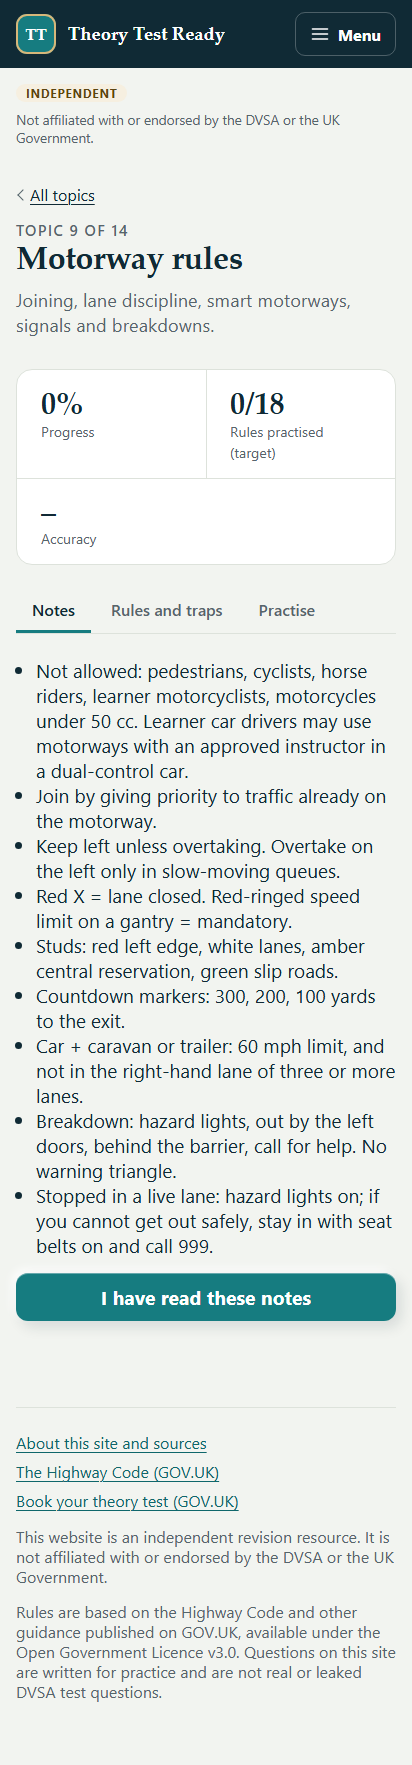 TT Theory Test Ready Menu
INDEPENDENT
Not affiliated with or endorsed by the DVSA or the UK
Government.
All topics
TOPIC 9 OF 14
Motorway rules
Joining, lane discipline, smart motorways,
signals and breakdowns.
0%
Progress
0/18
Rules practised
(target)
–
Accuracy
Notes Rules and traps Practise
• Not allowed: pedestrians, cyclists, horse
riders, learner motorcyclists, motorcycles
under 50 cc. Learner car drivers may use
motorways with an approved instructor in
a dual-control car.
• Join by giving priority to traffic already on
the motorway.
• Keep left unless overtaking. Overtake on
the left only in slow-moving queues.
• Red X = lane closed. Red-ringed speed
limit on a gantry = mandatory.
• Studs: red left edge, white lanes, amber
central reservation, green slip roads.
• Countdown markers: 300, 200, 100 yards
to the exit.
• Car + caravan or trailer: 60 mph limit, and
not in the right-hand lane of three or more
lanes.
• Breakdown: hazard lights, out by the left
doors, behind the barrier, call for help. No
warning triangle.
• Stopped in a live lane: hazard lights on; if
you cannot get out safely, stay in with seat
belts on and call 999.
I have read these notes
About this site and sources
The Highway Code (GOV.UK)
Book your theory test (GOV.UK)
This website is an independent revision resource. It is
not affiliated with or endorsed by the DVSA or the UK
Government.
Rules are based on the Highway Code and other
guidance published on GOV.UK, available under the
Open Government Licence v3.0. Questions on this site
are written for practice and are not real or leaked
DVSA test questions.